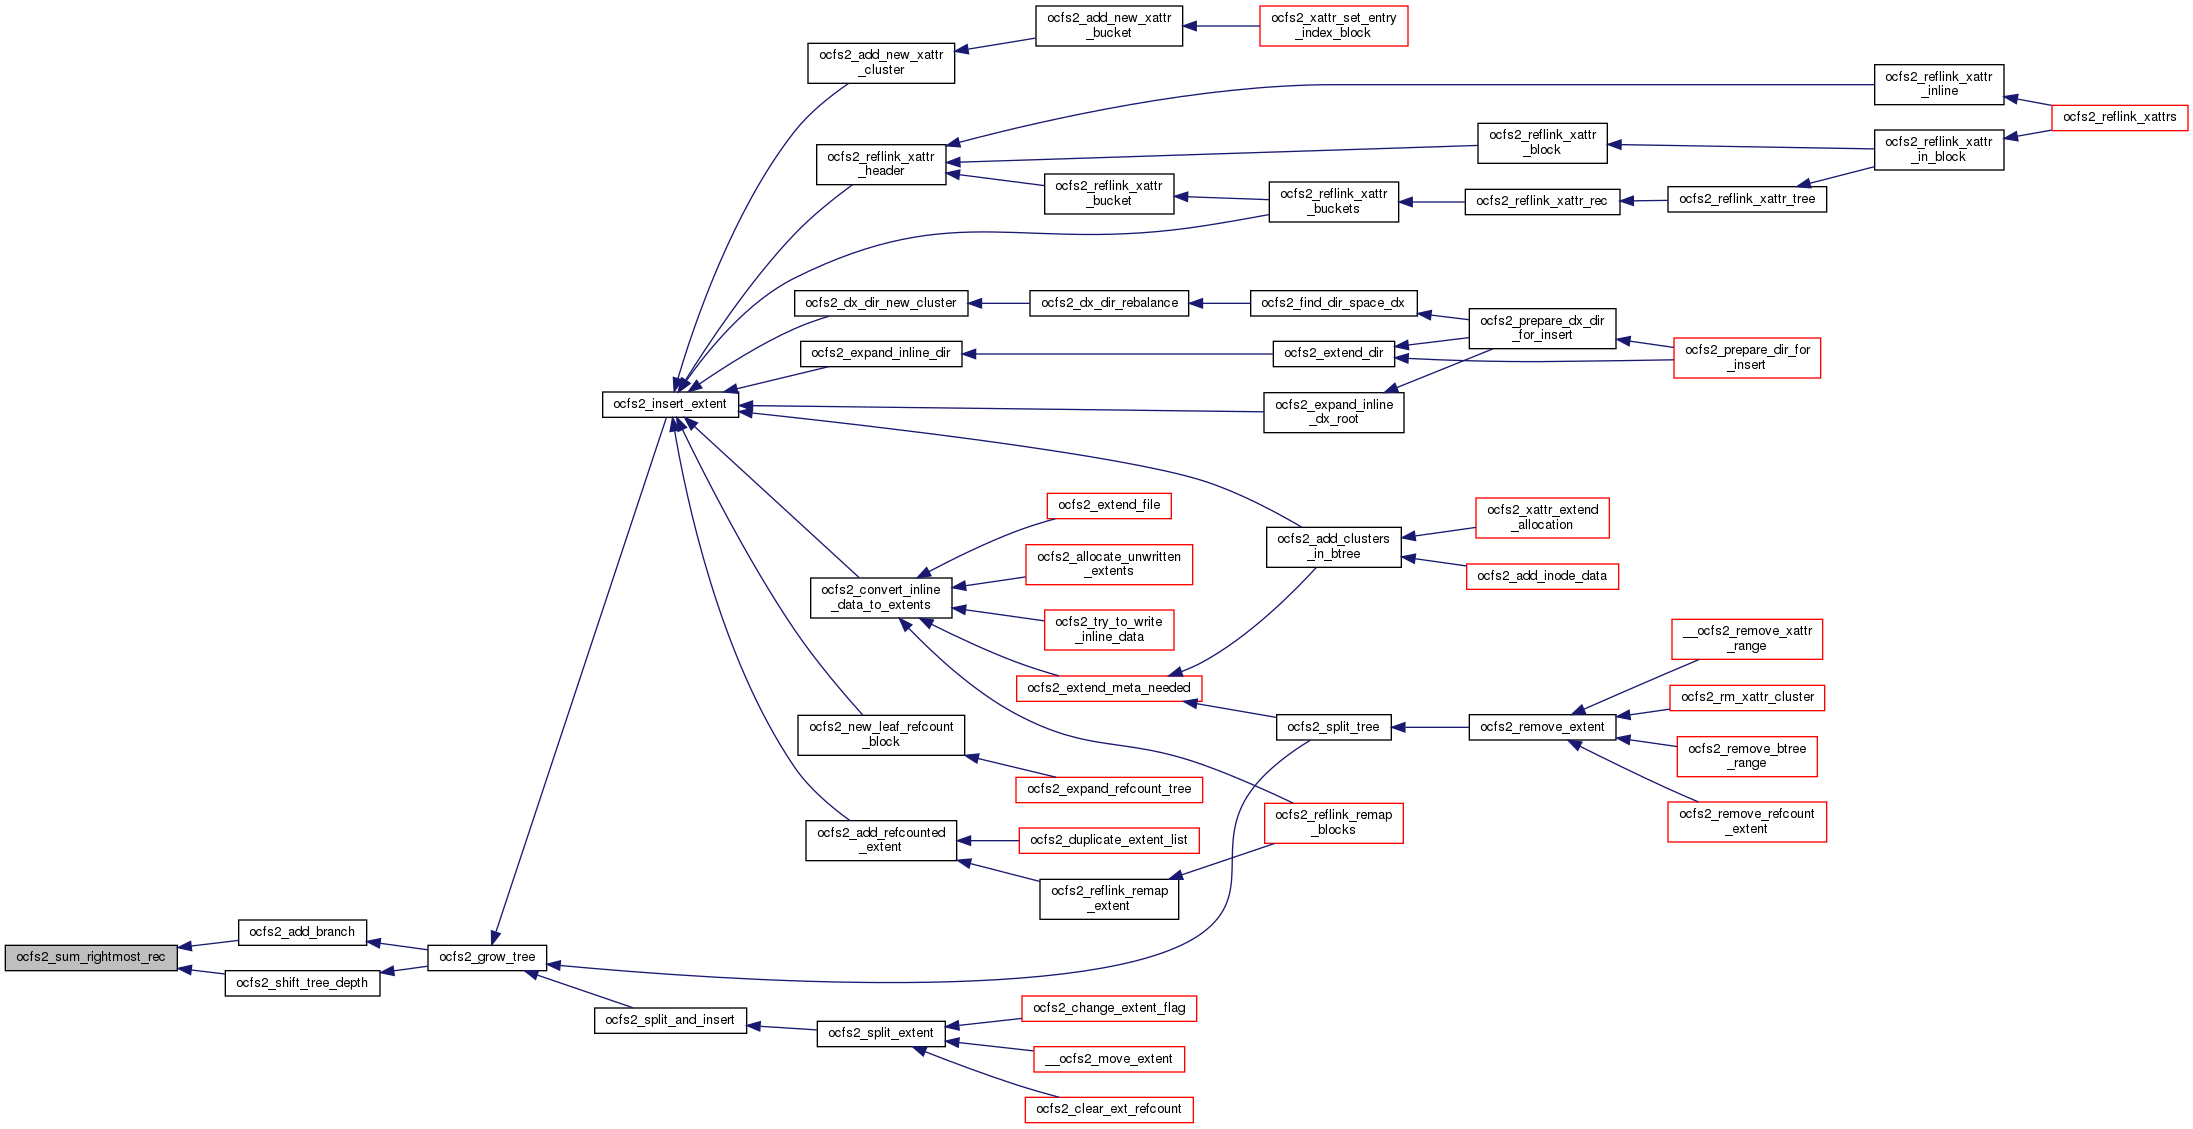 ocfs2_add_new_xattr
_bucket
ocfs2_xattr_set_entry
_index_block
ocfs2_add_new_xattr
_cluster
ocfs2_reflink_xattr
_inline
ocfs2_reflink_xattrs
ocfs2_reflink_xattr
_block
ocfs2_reflink_xattr
_in_block
ocfs2_reflink_xattr
_header
ocfs2_reflink_xattr
_bucket
ocfs2_reflink_xattr
_buckets
ocfs2_reflink_xattr_rec
ocfs2_reflink_xattr_tree
ocfs2_dx_dir_new_cluster
ocfs2_dx_dir_rebalance
ocfs2_find_dir_space_dx
ocfs2_prepare_dx_dir
_for_insert
ocfs2_expand_inline_dir
ocfs2_extend_dir
ocfs2_prepare_dir_for
_insert
ocfs2_insert_extent
ocfs2_expand_inline
_dx_root
ocfs2_extend_file
ocfs2_xattr_extend
_allocation
ocfs2_add_clusters
_in_btree
ocfs2_allocate_unwritten
_extents
ocfs2_add_inode_data
ocfs2_convert_inline
_data_to_extents
ocfs2_try_to_write
_inline_data
__ocfs2_remove_xattr
_range
ocfs2_extend_meta_needed
ocfs2_rm_xattr_cluster
ocfs2_new_leaf_refcount
_block
ocfs2_split_tree
ocfs2_remove_extent
ocfs2_remove_btree
_range
ocfs2_expand_refcount_tree
ocfs2_reflink_remap
_blocks
ocfs2_remove_refcount
_extent
ocfs2_add_refcounted
_extent
ocfs2_duplicate_extent_list
ocfs2_reflink_remap
_extent
ocfs2_add_branch
ocfs2_sum_rightmost_rec
ocfs2_grow_tree
ocfs2_shift_tree_depth
ocfs2_split_and_insert
ocfs2_split_extent
ocfs2_change_extent_flag
__ocfs2_move_extent
ocfs2_clear_ext_refcount